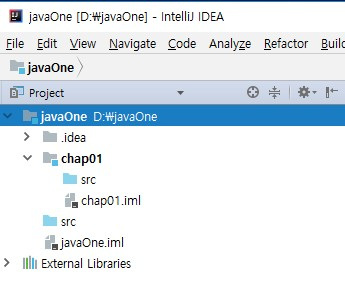 javaOne [D:₩javaOne] - IntelliJ IDEA
File Edit View Navigate Code Analyze Refactor Build
javaOne
Project
javaOne D:₩javaOne
.idea
chap01
src
chap01.iml
src
javaOne.iml
External Libraries